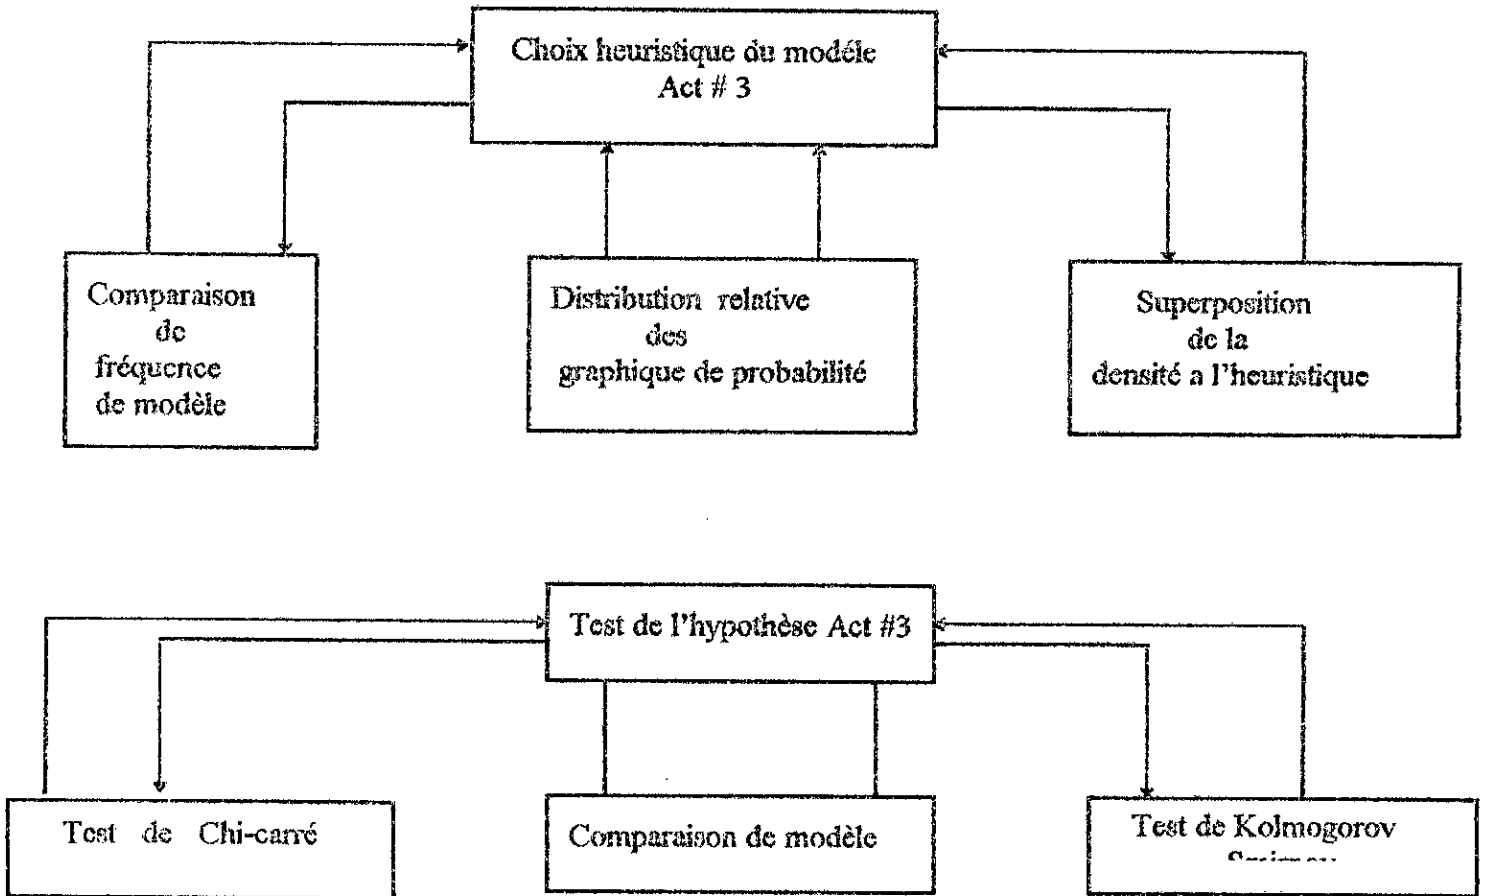 Choix heuristique du modéle
Act # 3
Comparaison
de
fréquence
de modèle
Distribution relative
des
graphique de probabilité
Superposition
de la
densité a l'heuristique
Test de l'hypothèse Act #3
Test de Chi-carré
Comparaison de modèle
Test de Kolmogorov